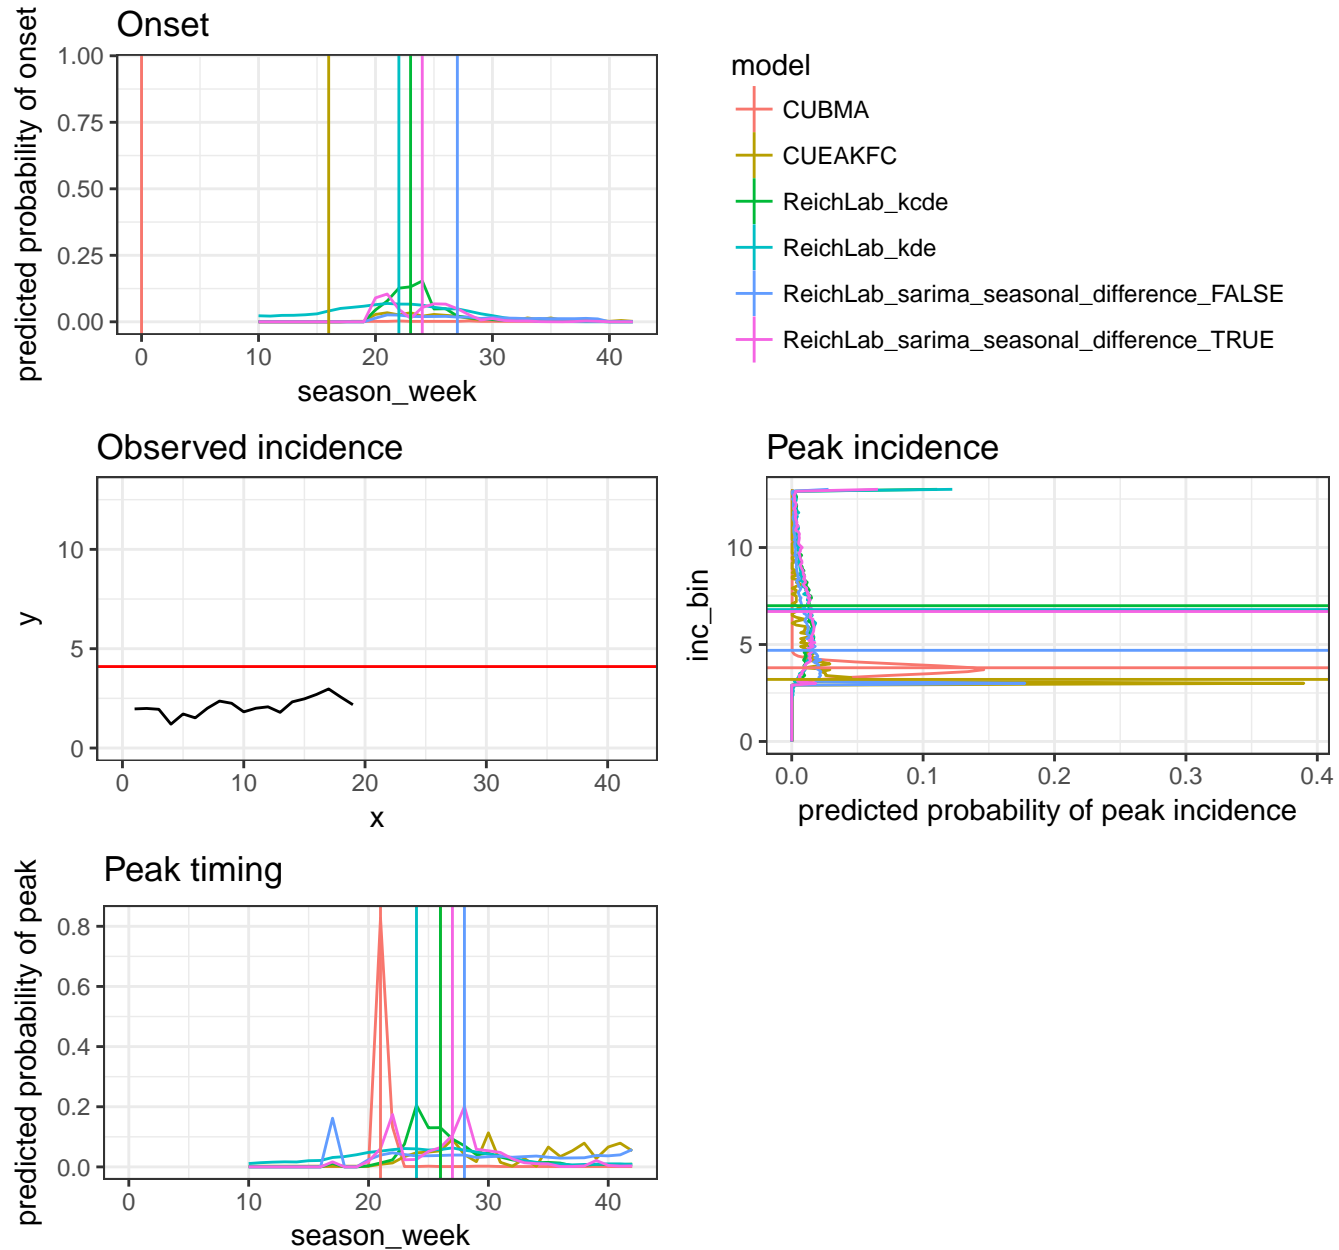 Onset
predicted probability of onset
1.00
0.75
0.50
0.25
0.00
0 10 20 30 40
season_week
model
CUBMA
CUEAKFC
ReichLab_kcde
ReichLab_kde
ReichLab_sarima_seasonal_difference_FALSE
ReichLab_sarima_seasonal_difference_TRUE
Observed incidence
y
10
5
0
0 10 20 30 40
x
Peak incidence
inc_bin
10
5
0
0.0 0.1 0.2 0.3 0.4
predicted probability of peak incidence
Peak timing
predicted probability of peak
0.8
0.6
0.4
0.2
0.0
0 10 20 30 40
season_week